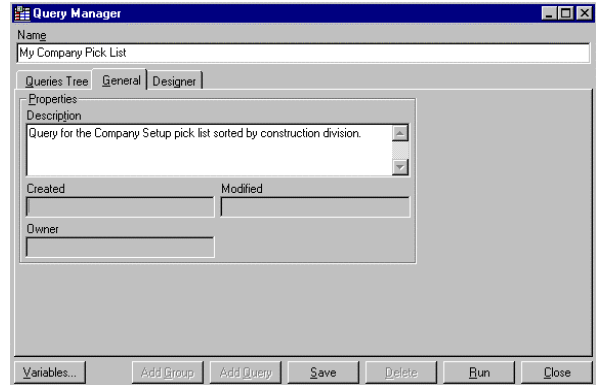 Query Manager
Name
My Company Pick List
Queries Tree General Designer
Properties
Description
Query for the Company Setup pick list sorted by construction division.
Created Modified
Owner
Variables... Add Group Add Query Save Delete Run Close